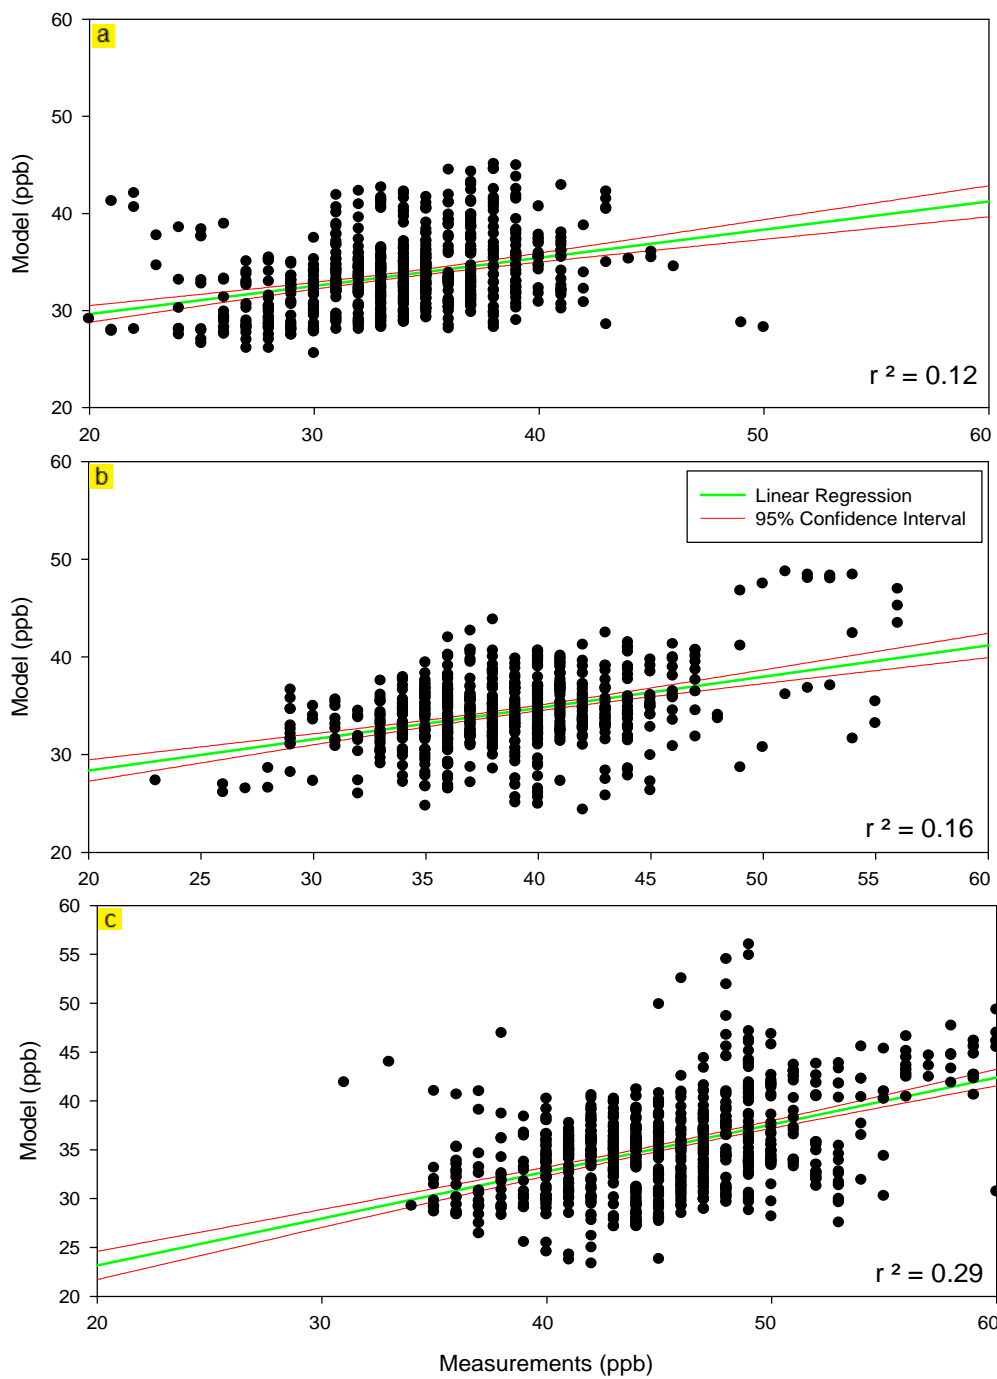 a
60
50
40
30
20
Model (ppb)
r ² = 0.12
20 30 40 50 60
b
60
50
40
30
20
Model (ppb)
Linear Regression
95% Confidence Interval
r ² = 0.16
20 25 30 35 40 45 50 55 60
c
60
55
50
45
40
35
30
25
20
Model (ppb)
r ² = 0.29
20 30 40 50 60
Measurements (ppb)